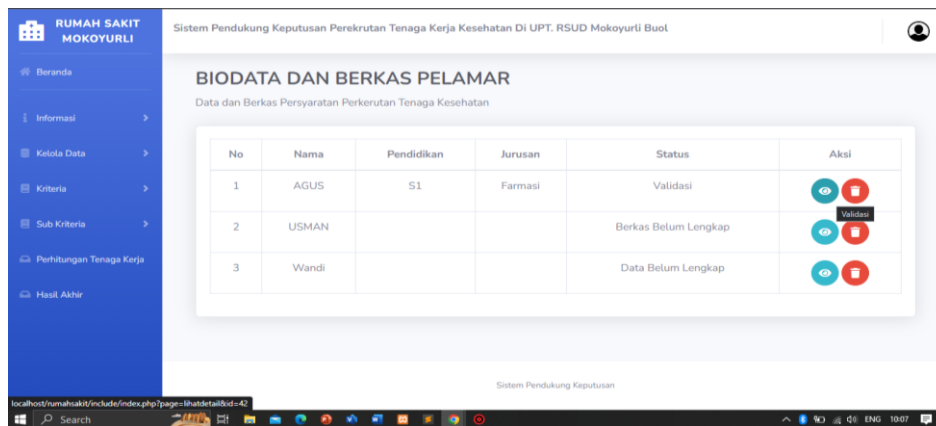 RUMAH SAKIT
MOKOYURLI
Sistem Pendukung Keputusan Perekrutan Tenaga Kerja Kesehatan Di UPT. RSUD Mokoyurli Buol
Beranda
Informasi
Kelola Data
Kriteria
Sub Kriteria
Perhitungan Tenaga Kerja
Hasil Akhir
BIODATA DAN BERKAS PELAMAR
Data dan Berkas Persyaratan Perkerutan Tenaga Kesehatan
No Nama Pendidikan Jurusan Status Aksi
1 AGUS S1 Farmasi Validasi
Validasi
2 USMAN Berkas Belum Lengkap
3 Wandi Data Belum Lengkap
Sistem Pendukung Keputusan
localhost/rumahsakit/include/index.php?page=lihatdetail&id=42
Search
ENG 10:07